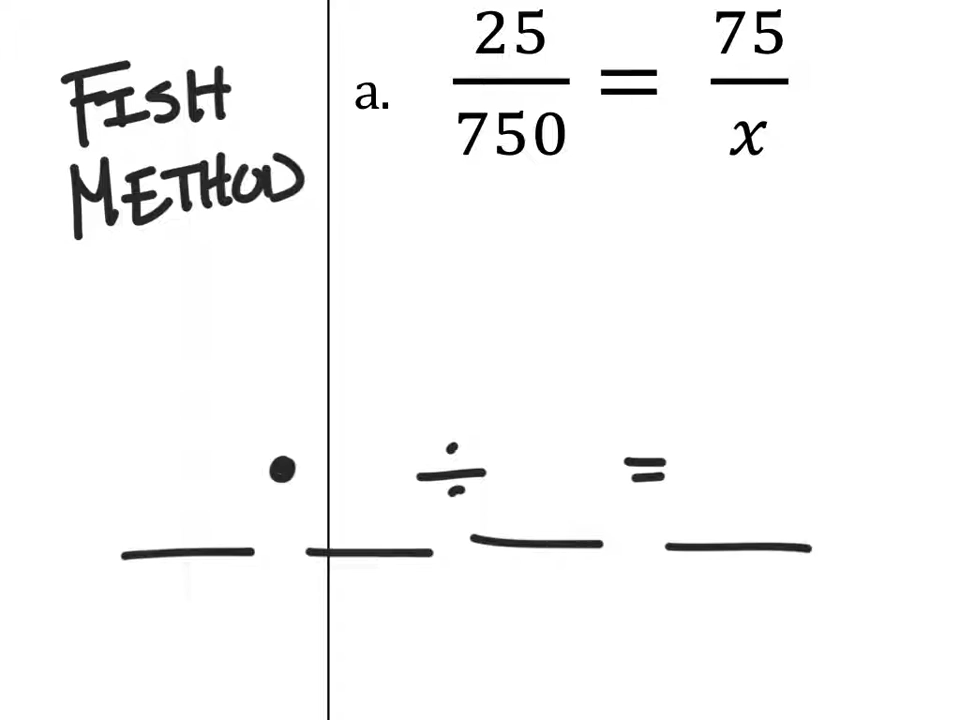 FISH
METHOD
a. 25/750 = 75/x
• ÷ =